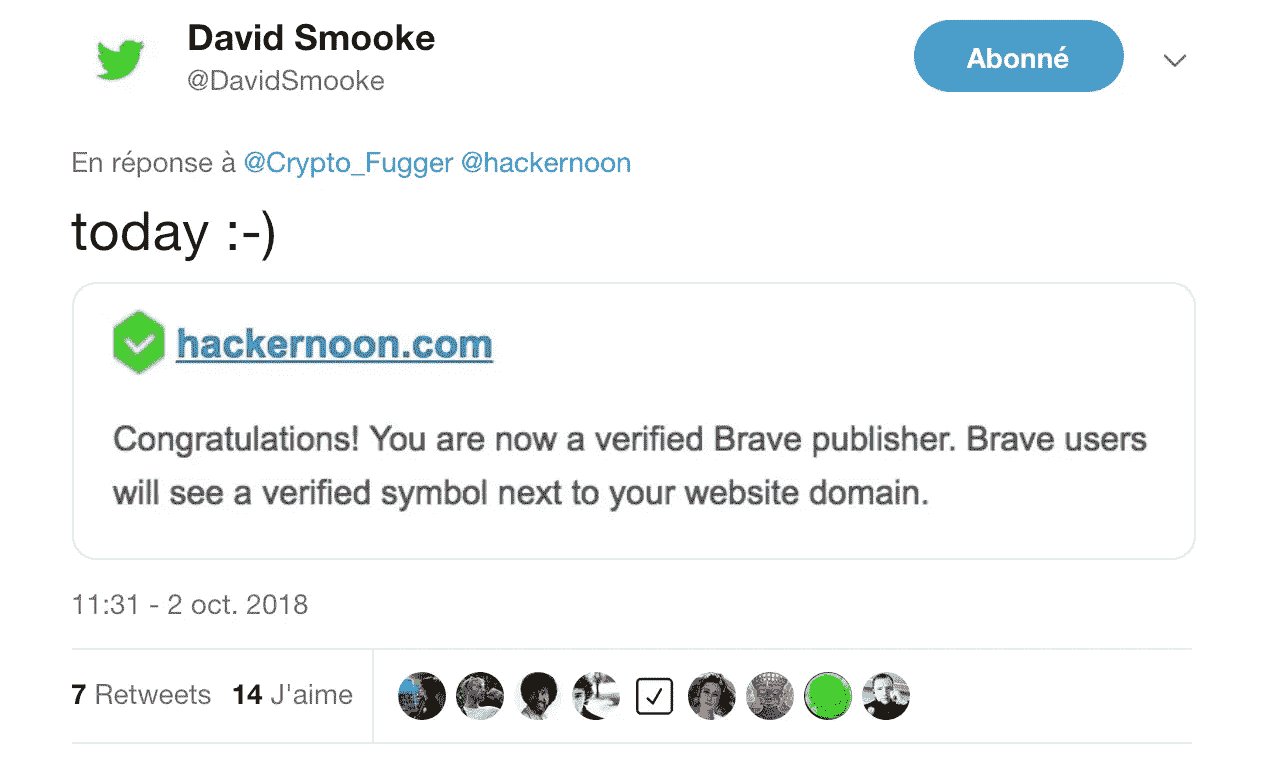 David Smooke
@DavidSmooke
Abonné
En réponse à @Crypto_Fugger @hackernoon
today :-)
hackernoon.com
Congratulations! You are now a verified Brave publisher. Brave users
will see a verified symbol next to your website domain.
11:31 - 2 oct. 2018
7 Retweets 14 J'aime